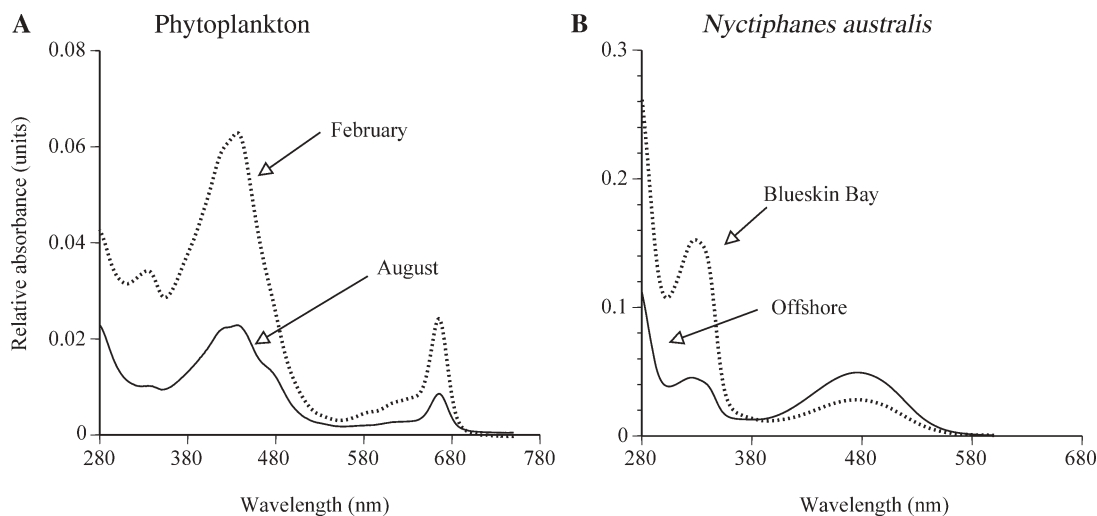 A Phytoplankton
0.08
0.06
0.04
0.02
0
Relative absorbance (units)
February
August
280 380 480 580 680 780
Wavelength (nm)
B Nyctiphanes australis
0.3
0.2
0.1
0
Blueskin Bay
Offshore
280 380 480 580 680
Wavelength (nm)